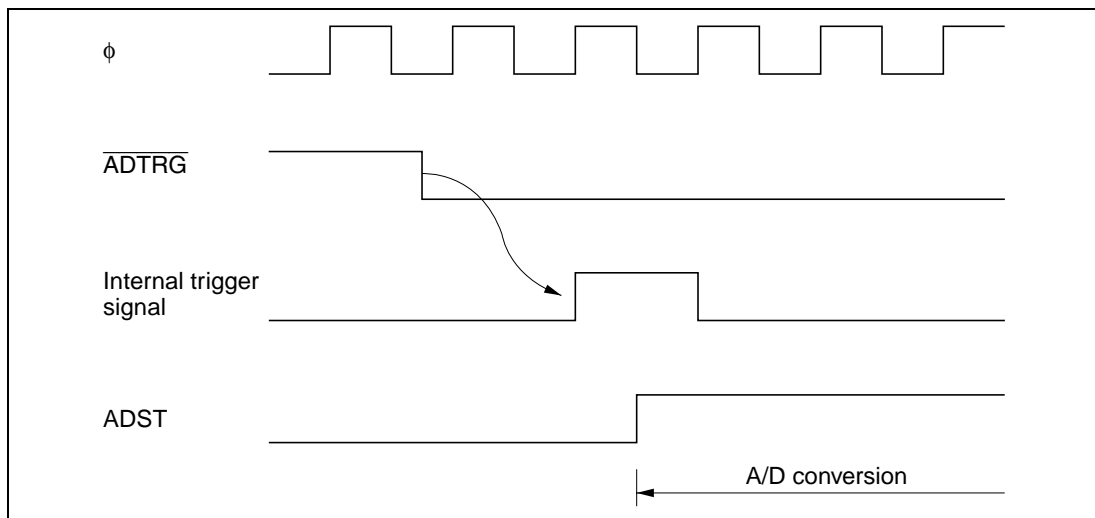 ϕ
ADTRG
Internal trigger
signal
ADST
A/D conversion